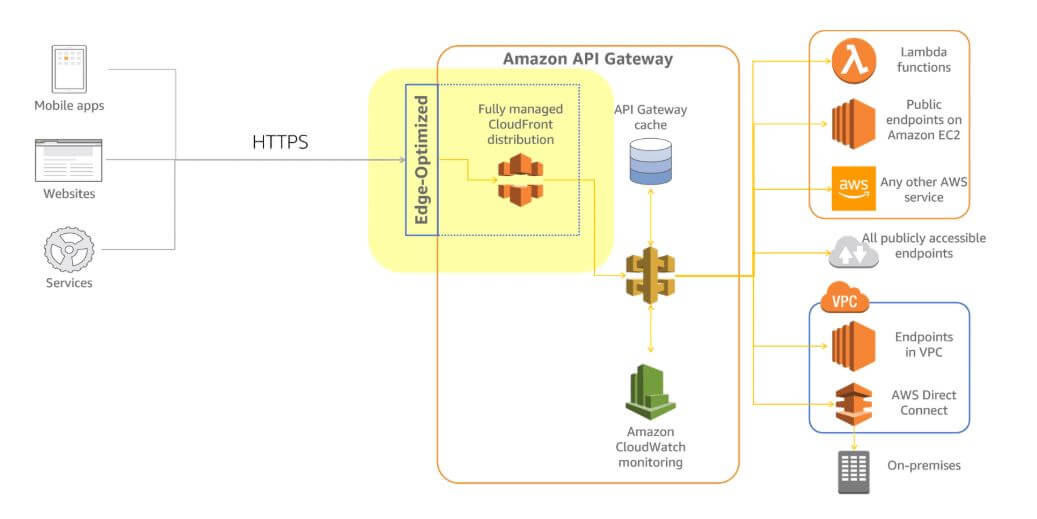 Amazon API Gateway
Mobile apps
Websites
Services
HTTPS
Edge-Optimized
Fully managed
CloudFront
distribution
API Gateway
cache
Amazon
CloudWatch
monitoring
Lambda
functions
Public
endpoints on
Amazon EC2
aws
Any other AWS
service
All publicly accessible
endpoints
VPC
Endpoints
in VPC
AWS Direct
Connect
On-premises